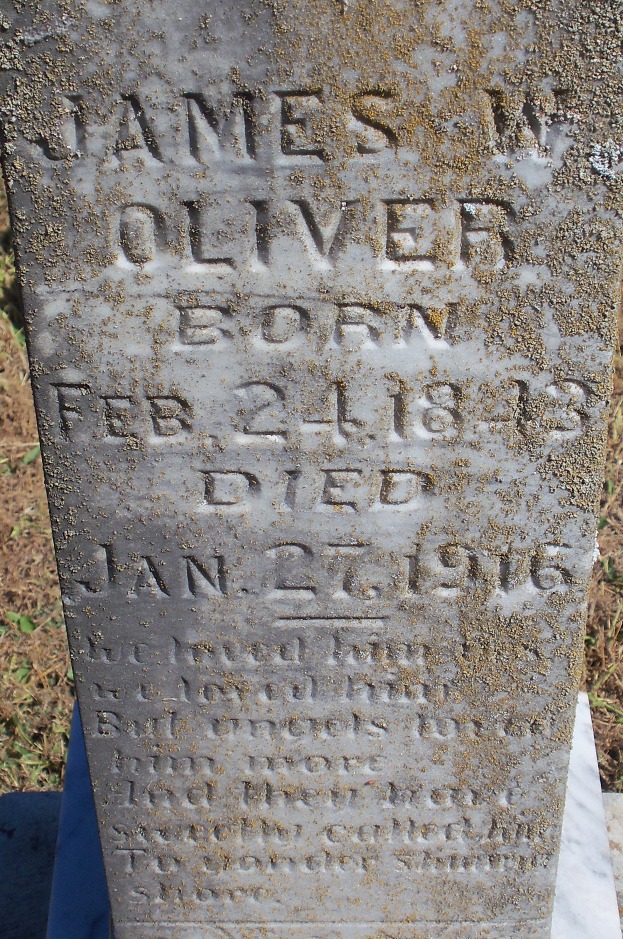 JAMES W
OLIVER
BORN
FEB. 24, 1843
DIED
JAN. 27, 1916
We loved him yes
we loved him
But angels loved
him more
And they have
sweetly called him
To yonder shining
shore.